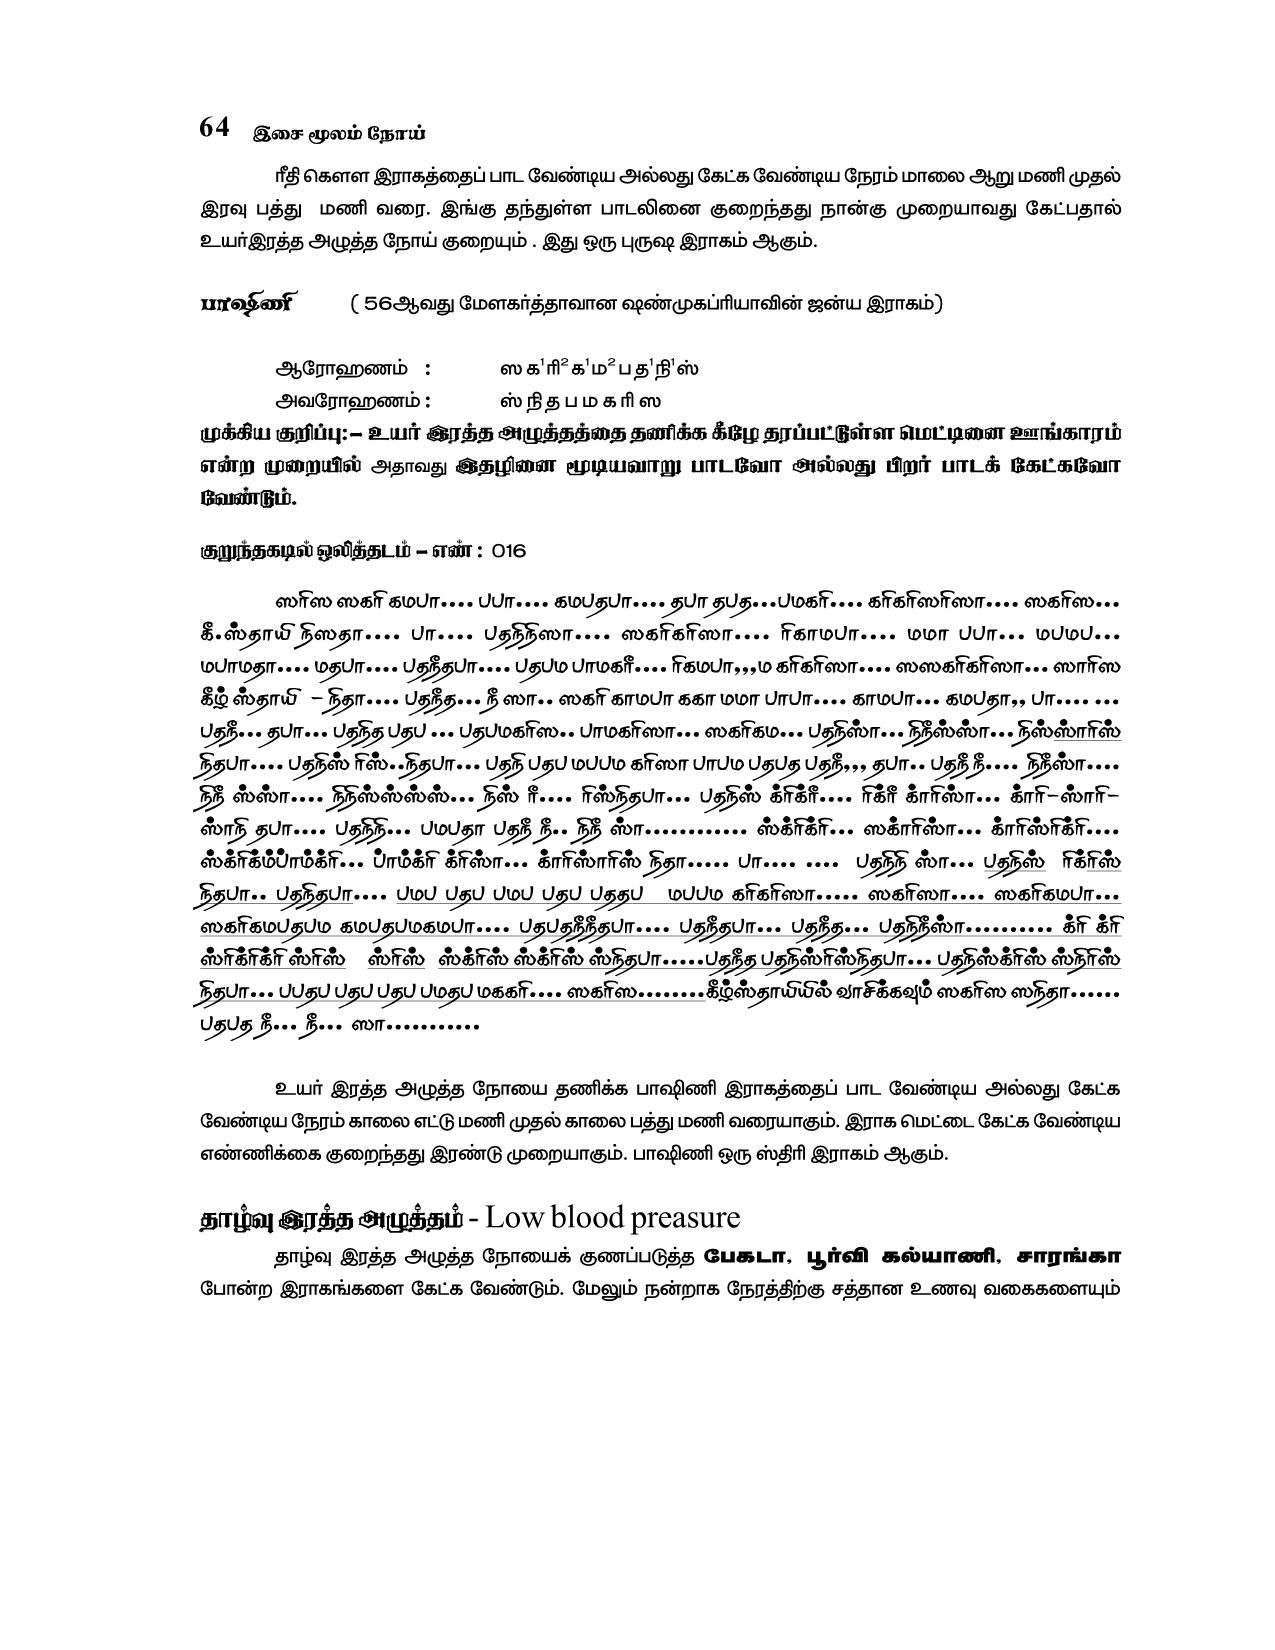 64 இசை மூலம் நோய்
ரீதி கௌள இராகத்தைப் பாட வேண்டிய அல்லது கேட்க வேண்டிய நேரம் மாலை ஆறு மணி முதல்
இரவு பத்து மணி வரை. இங்கு தந்துள்ள பாடலினை குறைந்தது நான்கு முறையாவது கேட்பதால்
உயர்இரத்த அழுத்த நோய் குறையும் . இது ஒரு புருஷ இராகம் ஆகும்.
பாஷிணி ( 56ஆவது மேளகர்த்தாவான ஷண்முகப்ரியாவின் ஜன்ய இராகம்)
ஆரோஹணம் : ஸ க¹ரி²க¹ம²ப த¹நி¹ஸ்
அவரோஹணம் : ஸ் நி த ப ம க ரி ஸ
முக்கிய குறிப்பு:– உயர் இரத்த அழுத்தத்தை தணிக்க கீழே தரப்பட்டுள்ள மெட்டினை ஊங்காரம்
என்ற முறையில் அதாவது இதழினை மூடியவாறு பாடவோ அல்லது பிறர் பாடக் கேட்கவோ
வேண்டும்.
குறுந்தகடில் ஒலித்தடம் – எண் : 016
ஸரிஸ ஸகரி கமபா.... பபா.... கமபதபா.... தபா தபத...பமகரி.... கரிகரிஸரிஸா.... ஸகரிஸ...
கீ.ஸ்தாயி நிஸதா.... பா.... பதநிநிஸா.... ஸகரிகரிஸா.... ரிகாமபா.... மமா பபா... மபமப...
மபாமதா.... மதபா.... பதநீதபா.... பதபம பாமகரீ.... ரிகமபா,,,ம கரிகரிஸா.... ஸஸகரிகரிஸா... ஸாரிஸ
கீழ் ஸ்தாயி – நிதா.... பதநீத... நீ ஸா.. ஸகரி காமபா ககா மமா பாபா.... காமபா... கமபதா,, பா.... ...
பதநீ... தபா... பதநித பதப ... பதபமகரிஸ.. பாமகரிஸா... ஸகரிகம... பதநிஸ்ா... நிநீஸ்ஸ்ா... நிஸ்ஸ்ாரிஸ்
நிதபா.... பதநிஸ் ரிஸ்..நிதபா... பதநி பதப மபபம கரிஸா பாபம பதபத பதநீ,,, தபா.. பதநீ நீ.... நிநீஸ்ா....
நிநீ ஸ்ஸ்ா.... நிநிஸ்ஸ்ஸ்ஸ்... நிஸ் ரீ.... ரிஸ்நிதபா... பதநிஸ் க்ரிக்ரீ.... ரிக்ரீ க்ாரிஸ்ா... க்ாரி–ஸ்ாரி–
ஸ்ாநி தபா.... பதநிநி... பமபதா பதநீ நீ.. நிநீ ஸ்ா............ ஸ்க்ரிக்ரி... ஸக்ாரிஸ்ா... க்ாரிஸ்ரிக்ரி....
ஸ்க்ரிக்ம்ப்ாம்க்ரி... ப்ாம்க்ரி க்ரிஸ்ா... க்ாரிஸ்ாரிஸ் நிதா..... பா.... .... பதநிநி ஸ்ா... பதநிஸ் ரிக்ரிஸ்
நிதபா.. பதநிதபா.... பமப பதப பமப பதப பததப மபபம கரிகரிஸா..... ஸகரிஸா.... ஸகரிகமபா...
ஸகரிகமபதபம கமபதபமகமபா.... பதபதநீநீதபா.... பதநீதபா... பதநீத... பதநிநீஸ்ா.......... க்ரி க்ரி
ஸ்ரிக்ரிக்ரி ஸ்ரிஸ் ஸ்ரிஸ் ஸ்க்ரிஸ் ஸ்க்ரிஸ் ஸ்நிதபா.....பதநீத பதநிஸ்ரிஸ்நிதபா... பதநிஸ்க்ரிஸ் ஸ்நிரிஸ்
நிதபா... பபதப பதப பதப பமதப மககரி.... ஸகரிஸ........கீழ்ஸ்தாயியில் வாசிக்கவும் ஸகரிஸ ஸநிதா......
பதபத நீ... நீ... ஸா...........
உயர் இரத்த அழுத்த நோயை தணிக்க பாஷிணி இராகத்தைப் பாட வேண்டிய அல்லது கேட்க
வேண்டிய நேரம் காலை எட்டு மணி முதல் காலை பத்து மணி வரையாகும். இராக மெட்டை கேட்க வேண்டிய
எண்ணிக்கை குறைந்தது இரண்டு முறையாகும். பாஷிணி ஒரு ஸ்திரி இராகம் ஆகும்.
தாழ்வு இரத்த அழுத்தம் - Low blood preasure
தாழ்வு இரத்த அழுத்த நோயைக் குணப்படுத்த பேகடா, பூர்வி கல்யாணி, சாரங்கா
போன்ற இராகங்களை கேட்க வேண்டும். மேலும் நன்றாக நேரத்திற்கு சத்தான உணவு வகைகளையும்